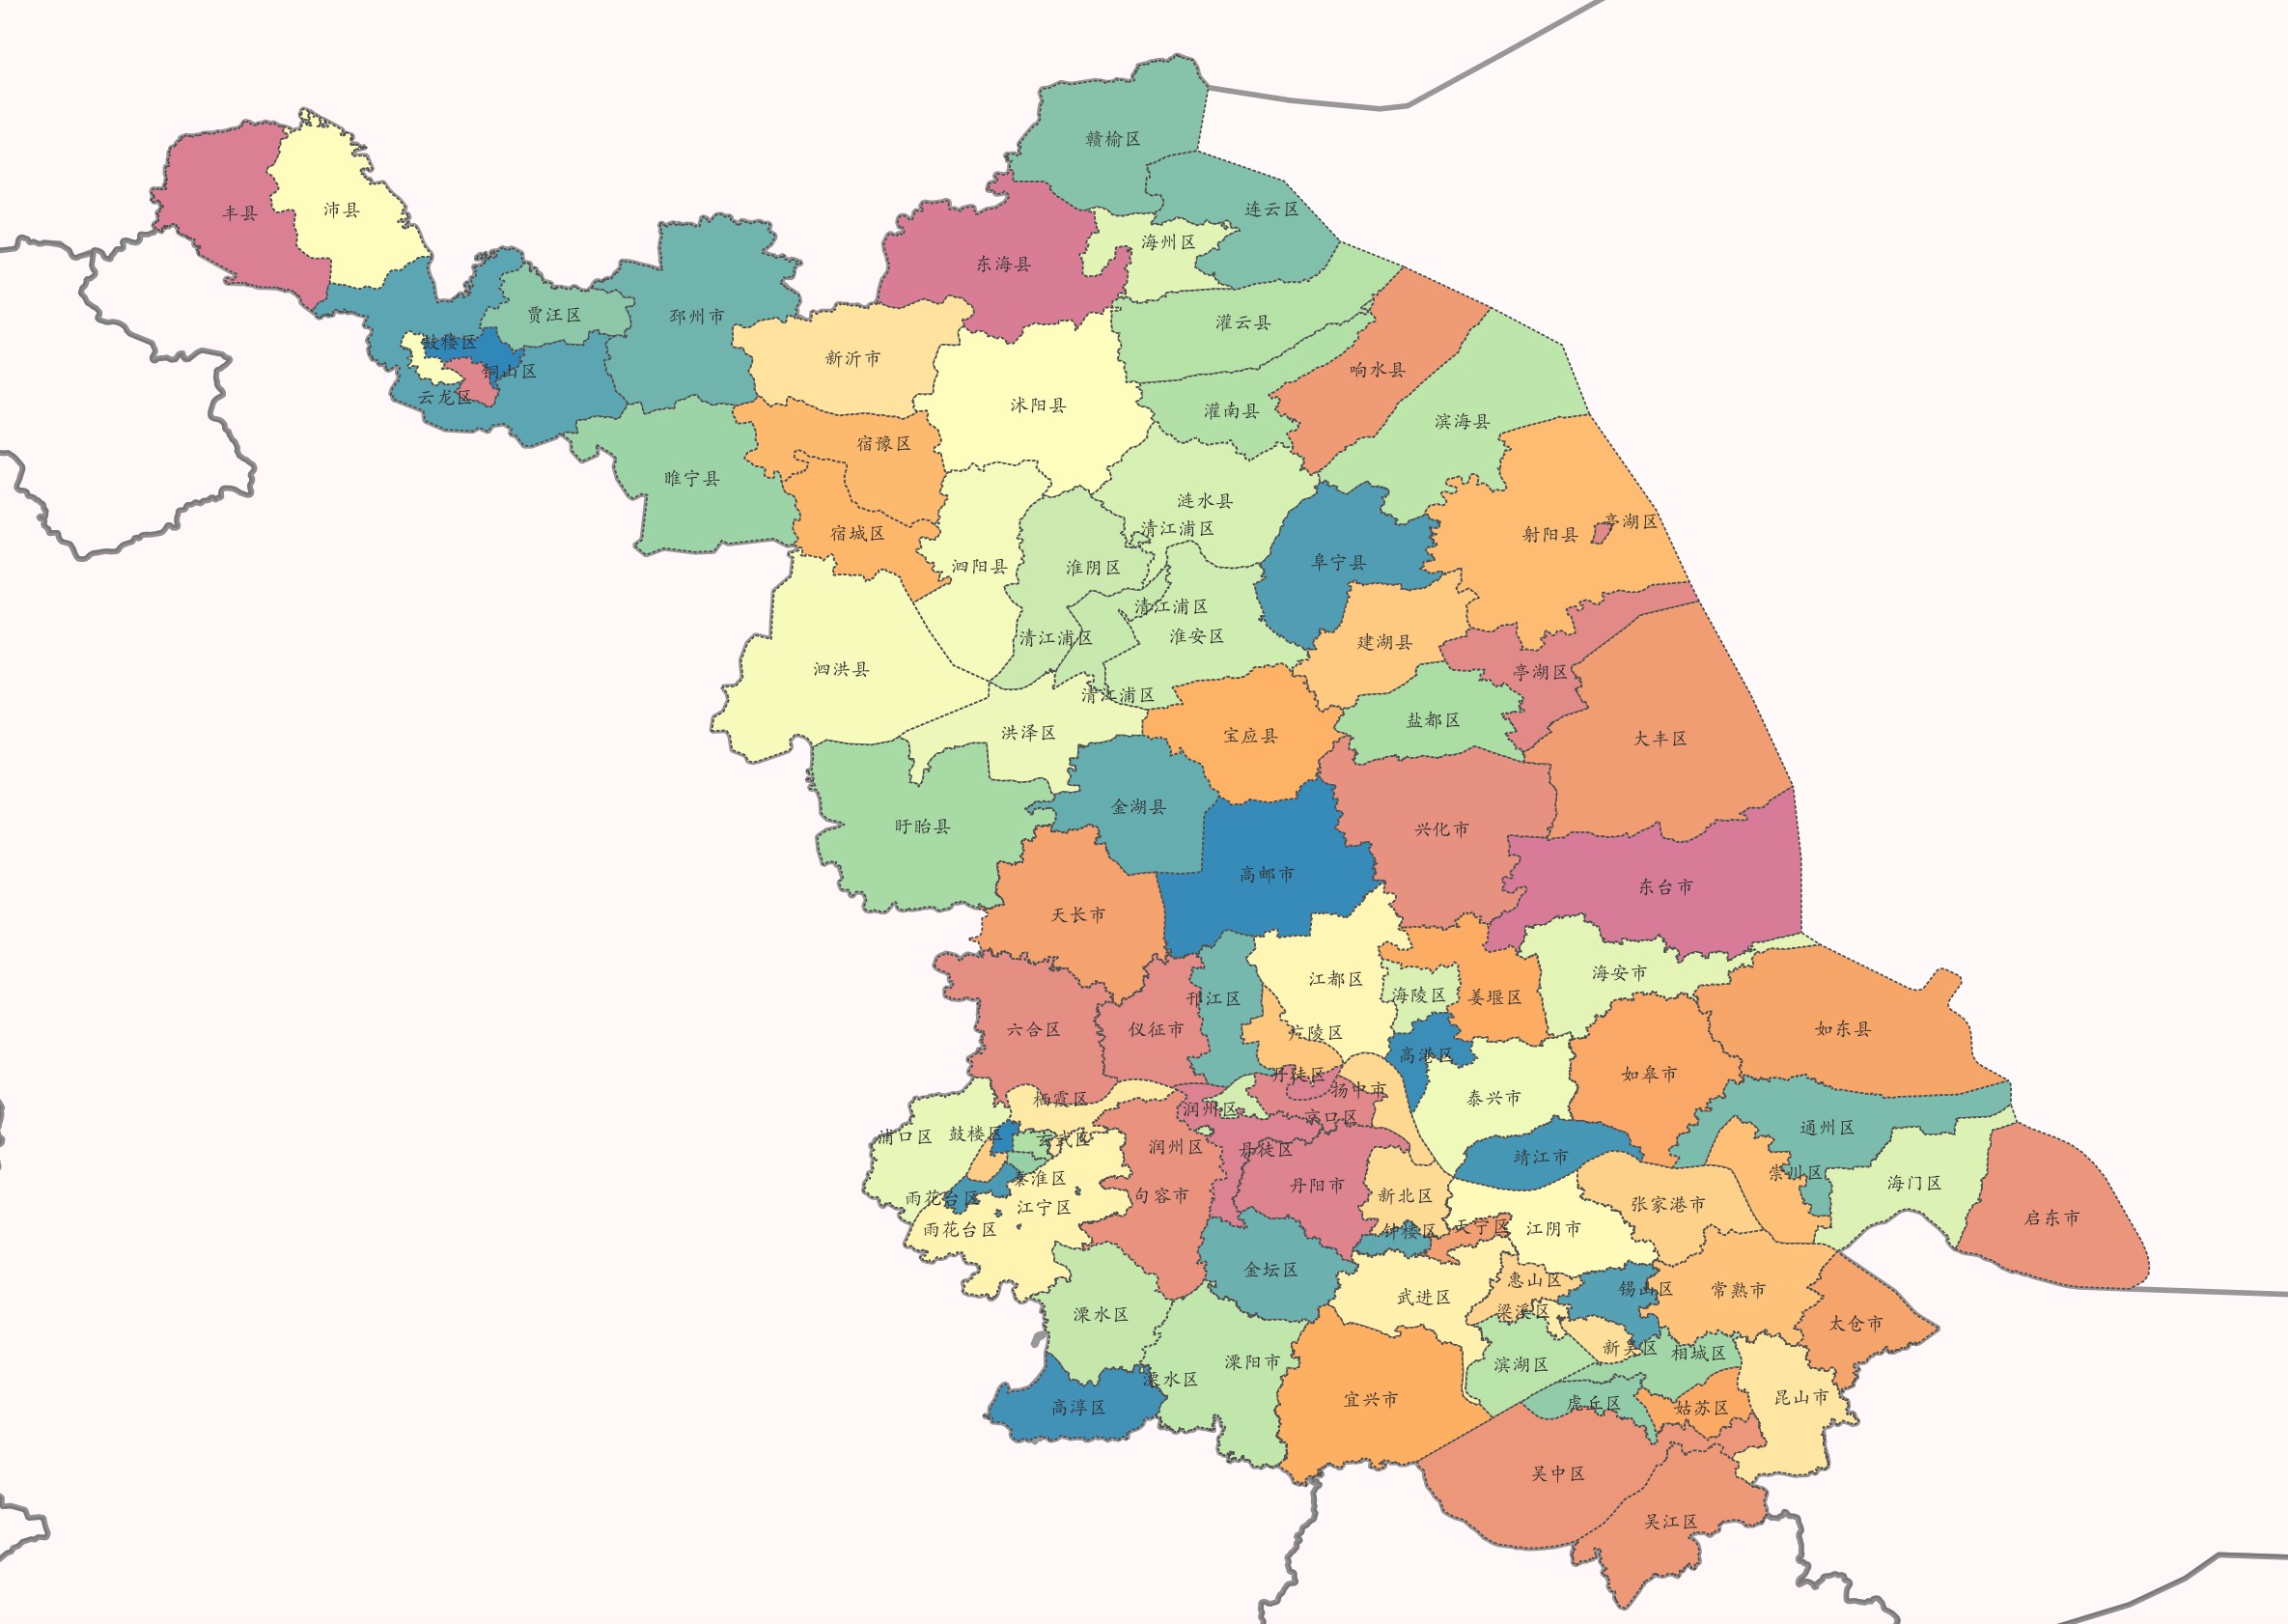 赣榆区
丰县
沛县
连云区
海州区
东海县
贾汪区
邳州市
灌云县
鼓楼区
新沂市
铜山区
响水县
云龙区
沭阳县
灌南县
滨海县
宿豫区
睢宁县
涟水县
清江浦区
亭湖区
宿城区
射阳县
泗阳县
淮阴区
阜宁县
清江浦区
清江浦区
淮安区
建湖县
泗洪县
亭湖区
清江浦区
盐都区
洪泽区
宝应县
大丰区
金湖县
盱眙县
兴化市
高邮市
东台市
天长市
江都区
海安市
海陵区
姜堰区
邗江区
六合区
仪征市
广陵区
如东县
高港区
丹徒区
如皋市
扬中市
栖霞区
泰兴市
润州区
京口区
通州区
浦口区
鼓楼区
玄武区
润州区
丹徒区
靖江市
秦淮区
崇川区
丹阳市
海门区
雨花台区
句容市
新北区
江宁区
张家港市
启东市
雨花台区
钟楼区
天宁区
江阴市
金坛区
惠山区
锡山区
常熟市
武进区
溧水区
梁溪区
太仓市
新吴区
相城区
溧阳市
滨湖区
溧水区
宜兴市
昆山市
虎丘区
姑苏区
高淳区
吴中区
吴江区